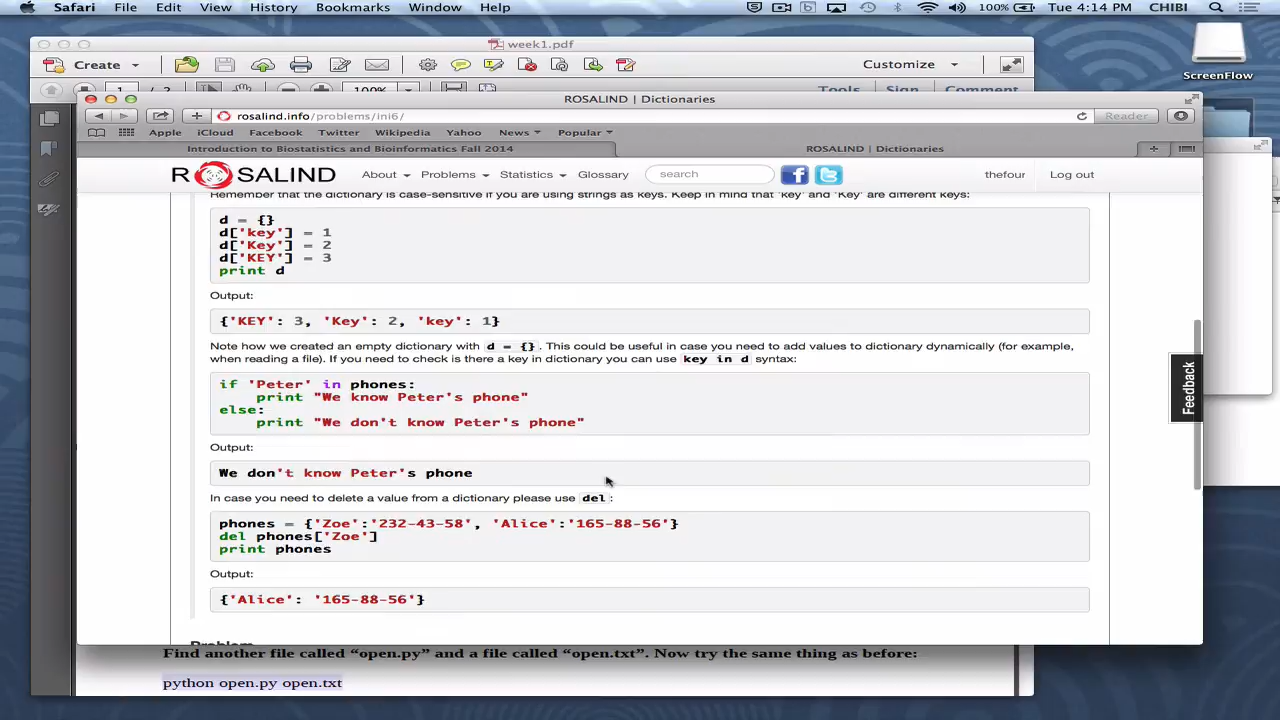 Safari File Edit View History Bookmarks Window Help 100% Tue 4:14 PM CHIBI
week1.pdf
Create Customize
1 / 2 100% Tools Sign Comment
ScreenFlow
ROSALIND | Dictionaries
rosalind.info/problems/ini6/ Reader
Apple iCloud Facebook Twitter Wikipedia Yahoo News Popular
Introduction to Biostatistics and Bioinformatics Fall 2014 ROSALIND | Dictionaries
ROSALIND About Problems Statistics Glossary search thefour Log out
Remember that the dictionary is case-sensitive if you are using strings as keys. Keep in mind that 'key' and 'Key' are different keys:
d = {}
d['key'] = 1
d['Key'] = 2
d['KEY'] = 3
print d
Output:
{'KEY': 3, 'Key': 2, 'key': 1}
Note how we created an empty dictionary with d = {}. This could be useful in case you need to add values to dictionary dynamically (for example,
when reading a file). If you need to check is there a key in dictionary you can use key in d syntax:
if 'Peter' in phones:
print "We know Peter's phone"
else:
print "We don't know Peter's phone"
Output:
We don't know Peter's phone
In case you need to delete a value from a dictionary please use del:
phones = {'Zoe':'232-43-58', 'Alice':'165-88-56'}
del phones['Zoe']
print phones
Output:
{'Alice': '165-88-56'}
Problem
Feedback
Find another file called “open.py” and a file called “open.txt”. Now try the same thing as before:
python open.py open.txt